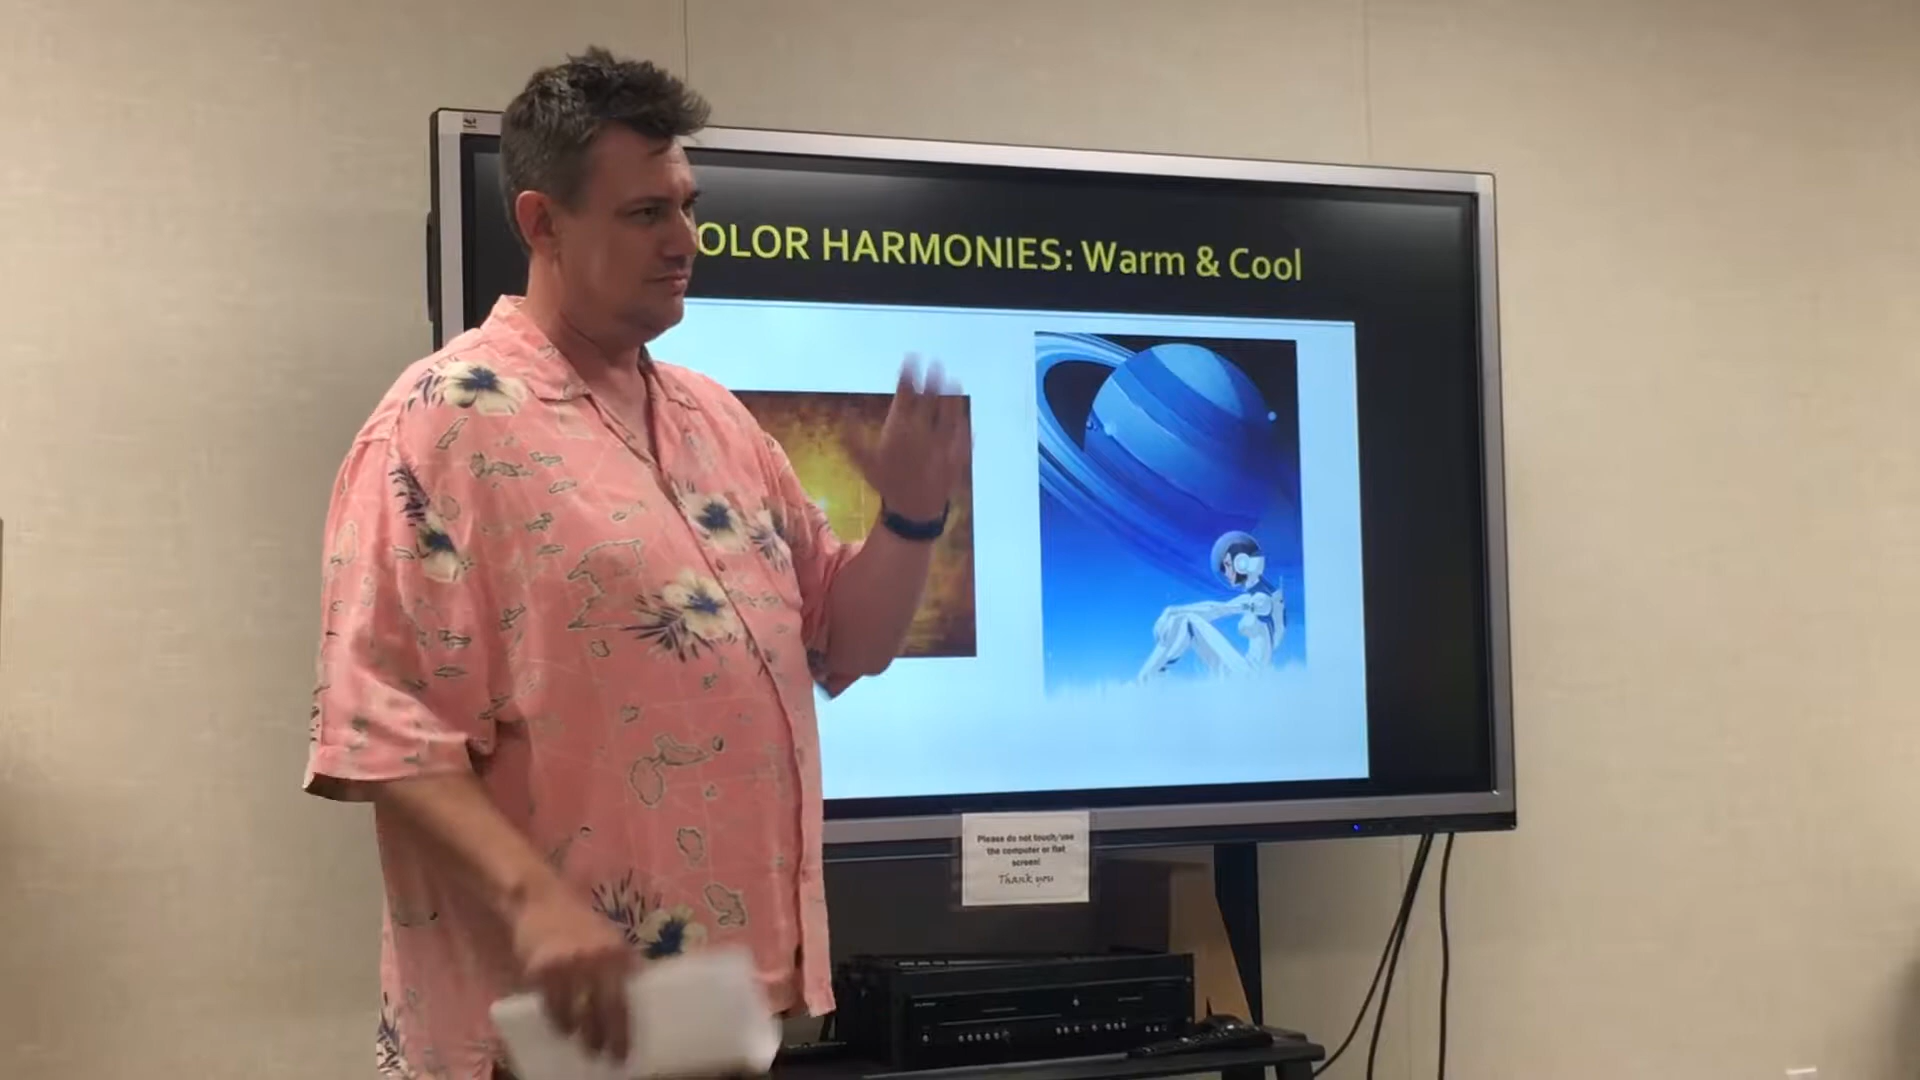 OLOR HARMONIES: Warm & Cool
Please do not touch/use
the computer or flat
screen!
Thank you